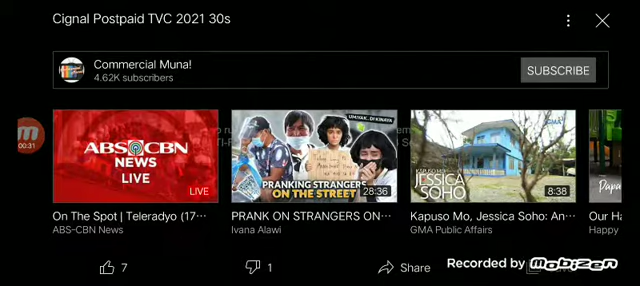 Cignal Postpaid TVC 2021 30s
Commercial Muna!
4.62K subscribers
SUBSCRIBE
00:31
ABS-CBN
NEWS
LIVE
LIVE
PRANKING STRANGERS
ON THE STREET
28:36
KAPUSO MO,
JESSICA
SOHO
GMA
8:38
On The Spot | Teleradyo (17...
ABS-CBN News
PRANK ON STRANGERS ON...
Ivana Alawi
Kapuso Mo, Jessica Soho: An...
GMA Public Affairs
Our Ha
Happy
7
1
Share
Recorded by
Mobizen